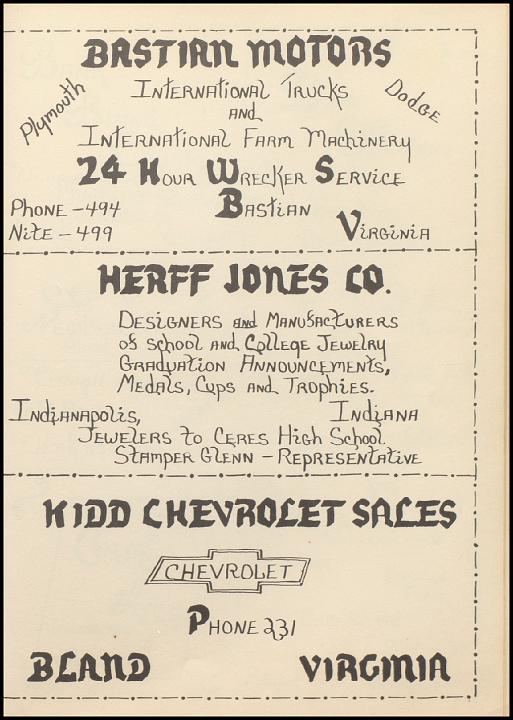 BASTIAN MOTORS
Plymouth
INTERNATIONAL TRUCKS
Dodge
AND
INTERNATIONAL FARM MACHINERY
24 HOUR WRECKER SERVICE
PHONE - 494
BASTIAN
NITE - 499
VIRGINIA
HERFF JONES CO.
DESIGNERS AND MANUFACTURERS
OF SCHOOL AND COLLEGE JEWELRY
GRADUATION ANNOUNCEMENTS,
MEDALS, CUPS AND TROPHIES.
INDIANAPOLIS, INDIANA
JEWELERS TO CERES HIGH SCHOOL
STAMPER GLENN - REPRESENTATIVE
KIDD CHEVROLET SALES
CHEVROLET
PHONE 231
BLAND VIRGINIA